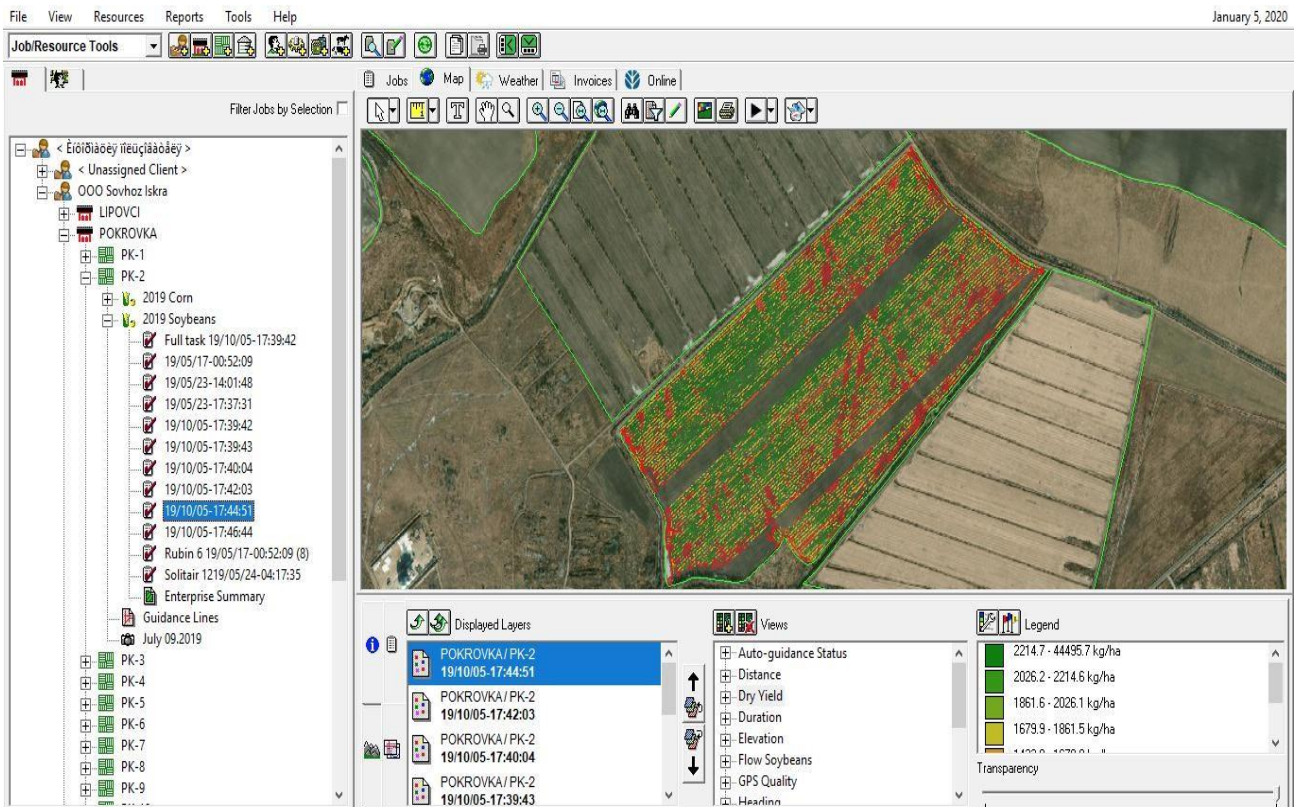 File View Resources Reports Tools Help
January 5, 2020
Job/Resource Tools
Jobs Map Weather Invoices Online
Filter Jobs by Selection
< Unassigned Client >
OOO Sovhoz Iskra
LIPOVCI
POKROVKA
PK-1
PK-2
2019 Corn
2019 Soybeans
Full task 19/10/05-17:39:42
19/05/17-00:52:09
19/05/23-14:01:48
19/05/23-17:37:31
19/10/05-17:39:42
19/10/05-17:39:43
19/10/05-17:40:04
19/10/05-17:42:03
19/10/05-17:44:51
19/10/05-17:46:44
Rubin 6 19/05/17-00:52:09 (8)
Solitair 1219/05/24-04:17:35
Enterprise Summary
Guidance Lines
July 09.2019
PK-3
PK-4
PK-5
PK-6
PK-7
PK-8
PK-9
Displayed Layers
POKROVKA/ PK-2
19/10/05-17:44:51
POKROVKA/ PK-2
19/10/05-17:42:03
POKROVKA/ PK-2
19/10/05-17:40:04
POKROVKA/ PK-2
19/10/05-17:39:43
Views
Auto-guidance Status
Distance
Dry Yield
Duration
Elevation
Flow Soybeans
GPS Quality
Heading
Legend
2214.7 - 44495.7 kg/ha
2026.2 - 2214.6 kg/ha
1861.6 - 2026.1 kg/ha
1679.9 - 1861.5 kg/ha
Transparency